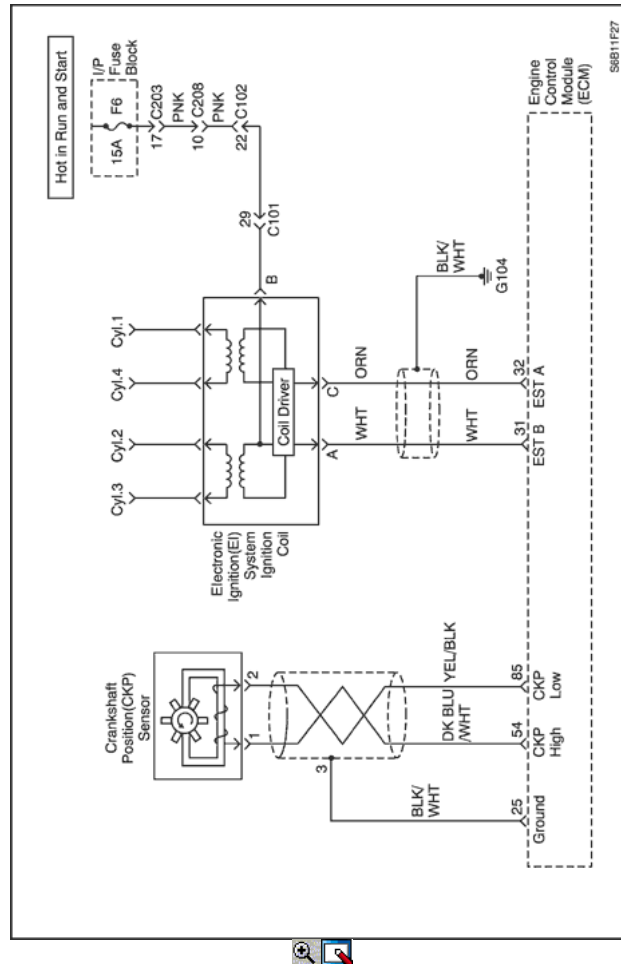 Hot in Run and Start
I/P
Fuse
Block
F6
15A
17
C203
PNK
10
C208
PNK
22
C102
29
C101
B
Cyl.3
Cyl.2
Cyl.4
Cyl.1
Electronic
Ignition(EI)
System
Ignition
Coil
Coil Driver
A
C
WHT
ORN
BLK/
WHT
G104
WHT
ORN
31
32
EST B
EST A
Crankshaft
Position(CKP)
Sensor
1
2
3
BLK/
WHT
DK BLU
/WHT
YEL/BLK
25
54
85
Ground
CKP
High
CKP
Low
Engine
Control
Module
(ECM)
S6B11F27